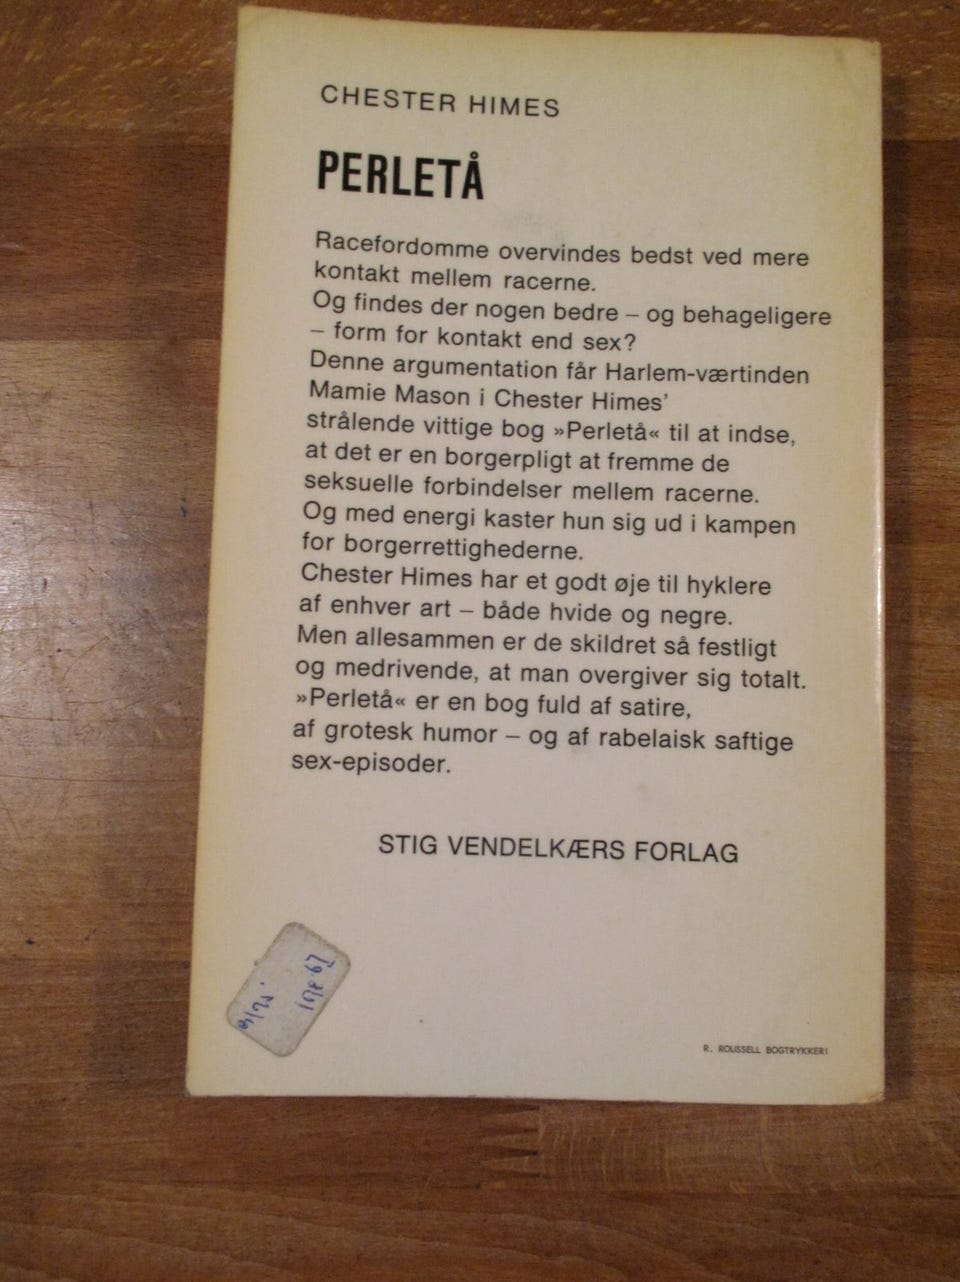 CHESTER HIMES
PERLETÅ
Racefordomme overvindes bedst ved mere
kontakt mellem racerne.
Og findes der nogen bedre – og behageligere
– form for kontakt end sex?
Denne argumentation får Harlem-værtinden
Mamie Mason i Chester Himes’
strålende vittige bog »Perletå« til at indse,
at det er en borgerpligt at fremme de
seksuelle forbindelser mellem racerne.
Og med energi kaster hun sig ud i kampen
for borgerrettighederne.
Chester Himes har et godt øje til hyklere
af enhver art – både hvide og negre.
Men allesammen er de skildret så festligt
og medrivende, at man overgiver sig totalt.
»Perletå« er en bog fuld af satire,
af grotesk humor – og af rabelaisk saftige
sex-episoder.
STIG VENDELKÆRS FORLAG
R. ROUSSELL BOGTRYKKERI